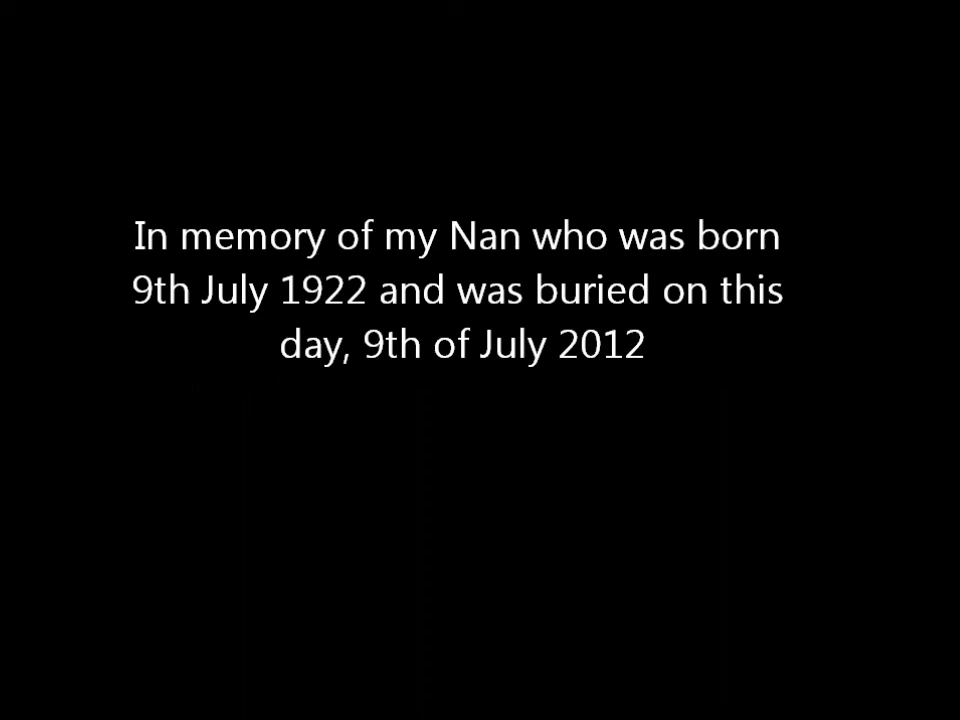 In memory of my Nan who was born
9th July 1922 and was buried on this
day, 9th of July 2012